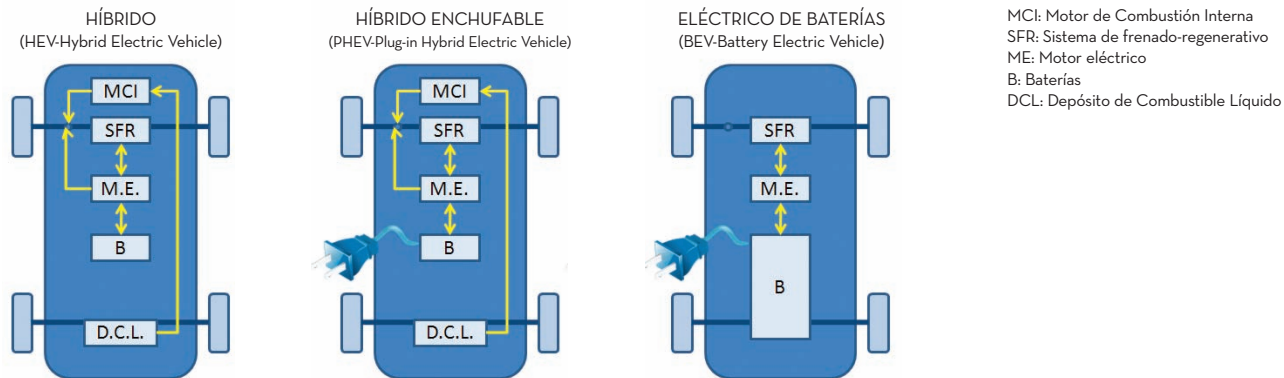 HÍBRIDO
(HEV-Hybrid Electric Vehicle)
MCI
SFR
M.E.
B
D.C.L.
HÍBRIDO ENCHUFABLE
(PHEV-Plug-in Hybrid Electric Vehicle)
MCI
SFR
M.E.
B
D.C.L.
ELÉCTRICO DE BATERÍAS
(BEV-Battery Electric Vehicle)
SFR
M.E.
B
MCI: Motor de Combustión Interna
SFR: Sistema de frenado-regenerativo
ME: Motor eléctrico
B: Baterías
DCL: Depósito de Combustible Líquido